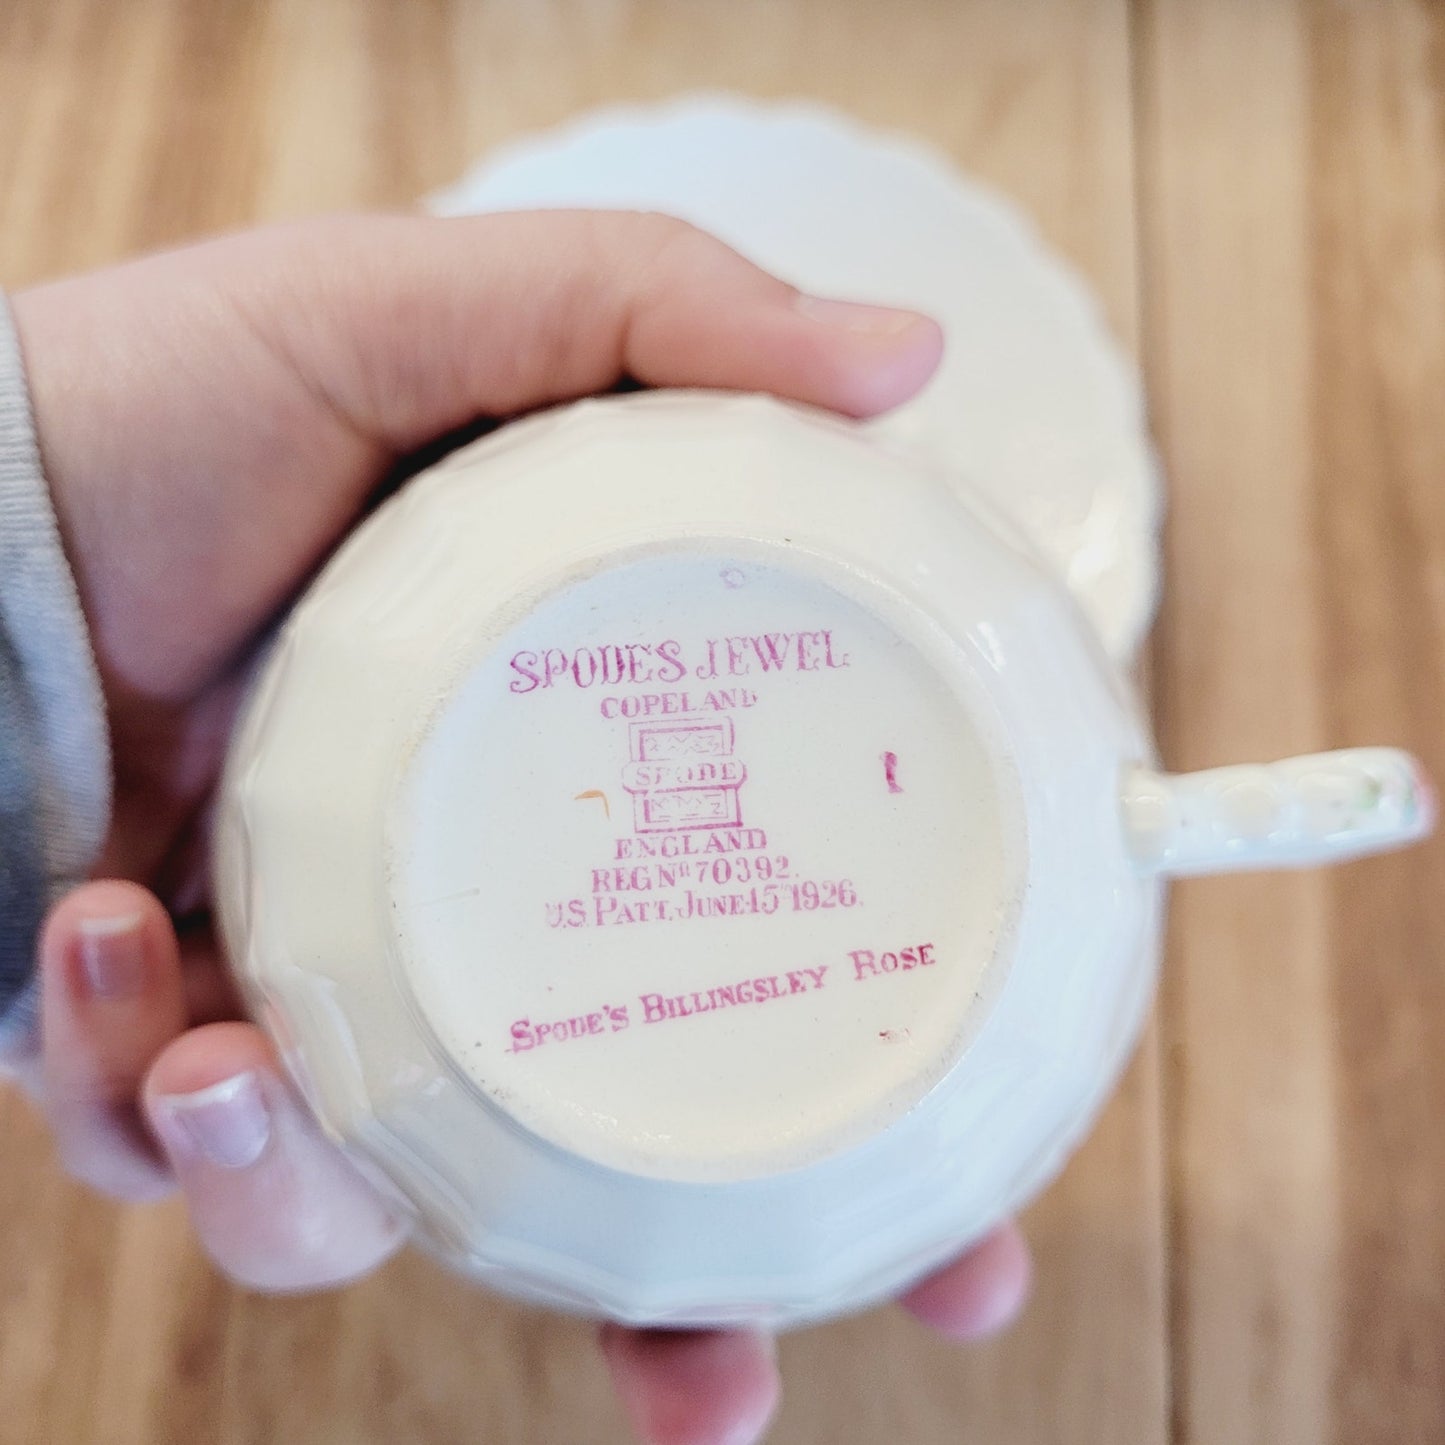 SPODES JEWEL
COPELAND
SPODE
ENGLAND
REG Nº 70392.
U.S. PATT. JUNE 15TH 1926.
SPODE'S BILLINGSLEY ROSE